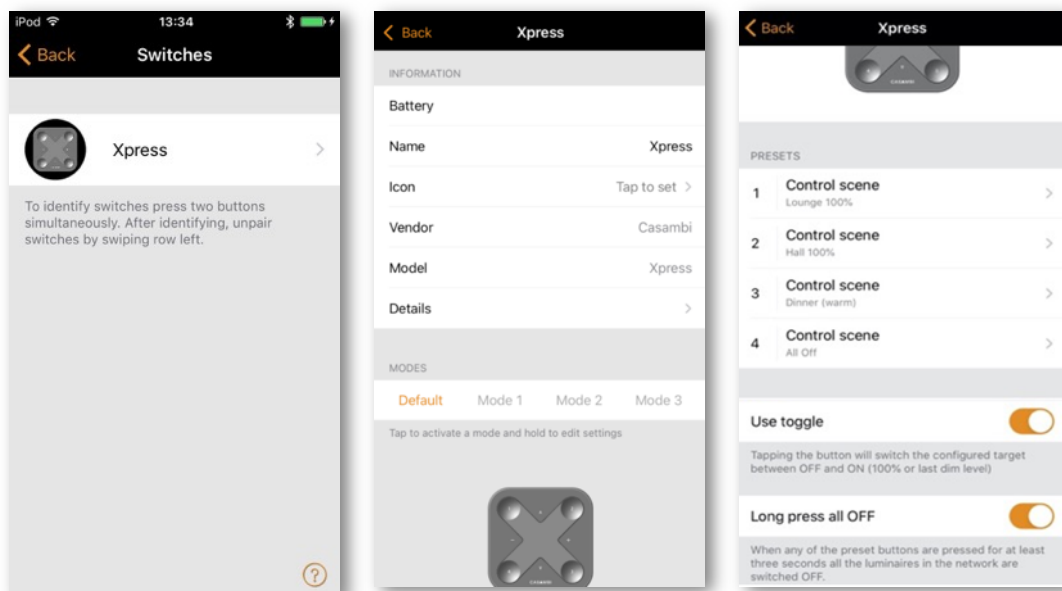 iPod 13:34
Back Switches
Xpress
To identify switches press two buttons
simultaneously. After identifying, unpair
switches by swiping row left.
?
Back Xpress
INFORMATION
Battery
Name Xpress
Icon Tap to set
Vendor Casambi
Model Xpress
Details
MODES
Default Mode 1 Mode 2 Mode 3
Tap to activate a mode and hold to edit settings
CASAMBI
Back Xpress
CASAMBI
PRESETS
1 Control scene
Lounge 100%
2 Control scene
Hall 100%
3 Control scene
Dinner (warm)
4 Control scene
All Off
Use toggle
Tapping the button will switch the configured target
between OFF and ON (100% or last dim level)
Long press all OFF
When any of the preset buttons are pressed for at least
three seconds all the luminaires in the network are
switched OFF.